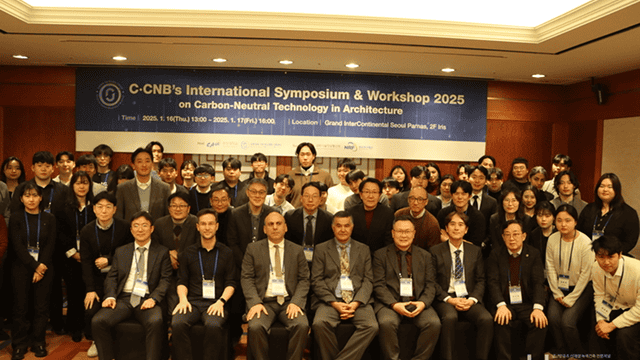 C·CNB's International Symposium & Workshop 2025
on Carbon-Neutral Technology in Architecture
| Time | 2025. 1. 16(Thu.) 13:00 ~ 2025. 1. 17(Fri.) 16:00. | Location | Grand InterContinental Seoul Parnas, 2F Iris